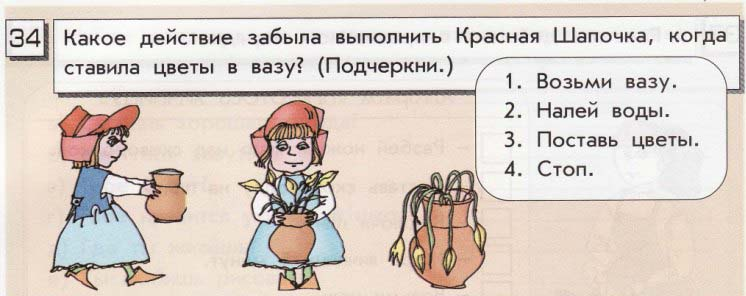 34
Какое действие забыла выполнить Красная Шапочка, когда
ставила цветы в вазу? (Подчеркни.)
1. Возьми вазу.
2. Налей воды.
3. Поставь цветы.
4. Стоп.